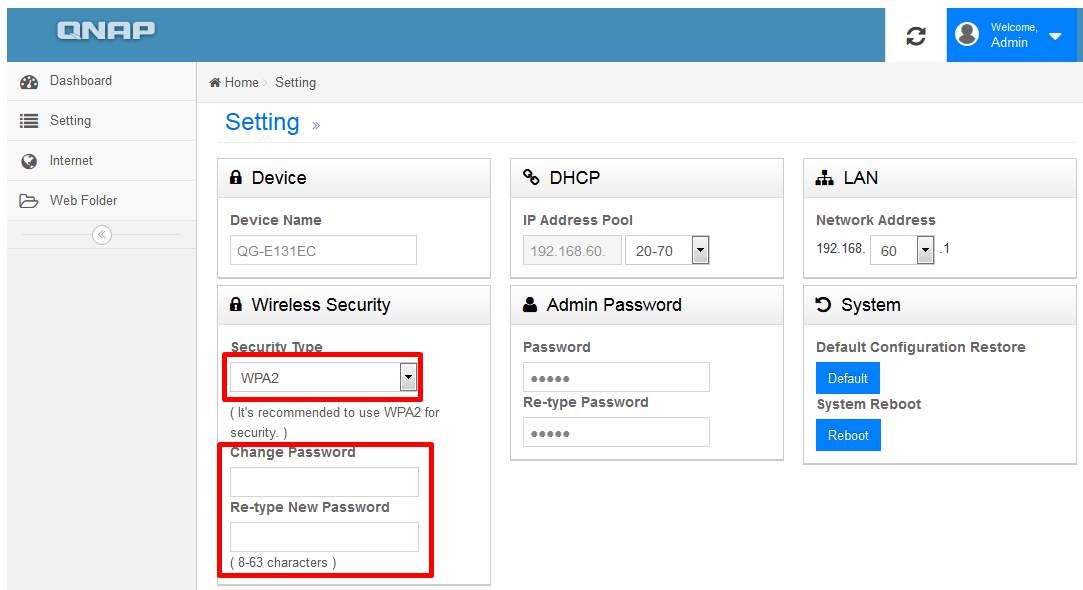 QNAP
Welcome,
Admin
Dashboard
Setting
Internet
Web Folder
Home
Setting
Setting »
Device
Device Name
QG-E131EC
DHCP
IP Address Pool
192.168.60. 20-70
LAN
Network Address
192.168. 60 .1
Wireless Security
Security Type
WPA2
( It's recommended to use WPA2 for
security. )
Change Password
Re-type New Password
( 8-63 characters )
Admin Password
Password
●●●●●
Re-type Password
●●●●●
System
Default Configuration Restore
Default
System Reboot
Reboot